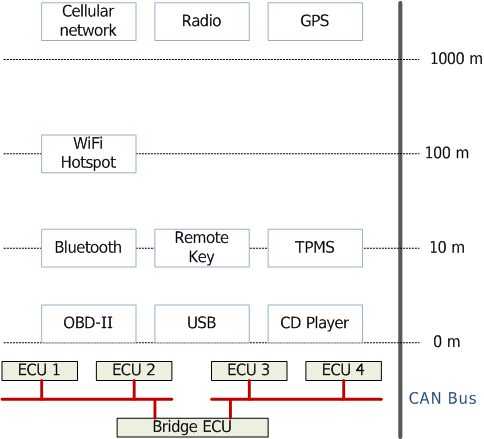 Cellular
network
Radio
GPS
1000 m
WiFi
Hotspot
100 m
Bluetooth
Remote
Key
TPMS
10 m
OBD-II
USB
CD Player
0 m
ECU 1
ECU 2
ECU 3
ECU 4
CAN Bus
Bridge ECU